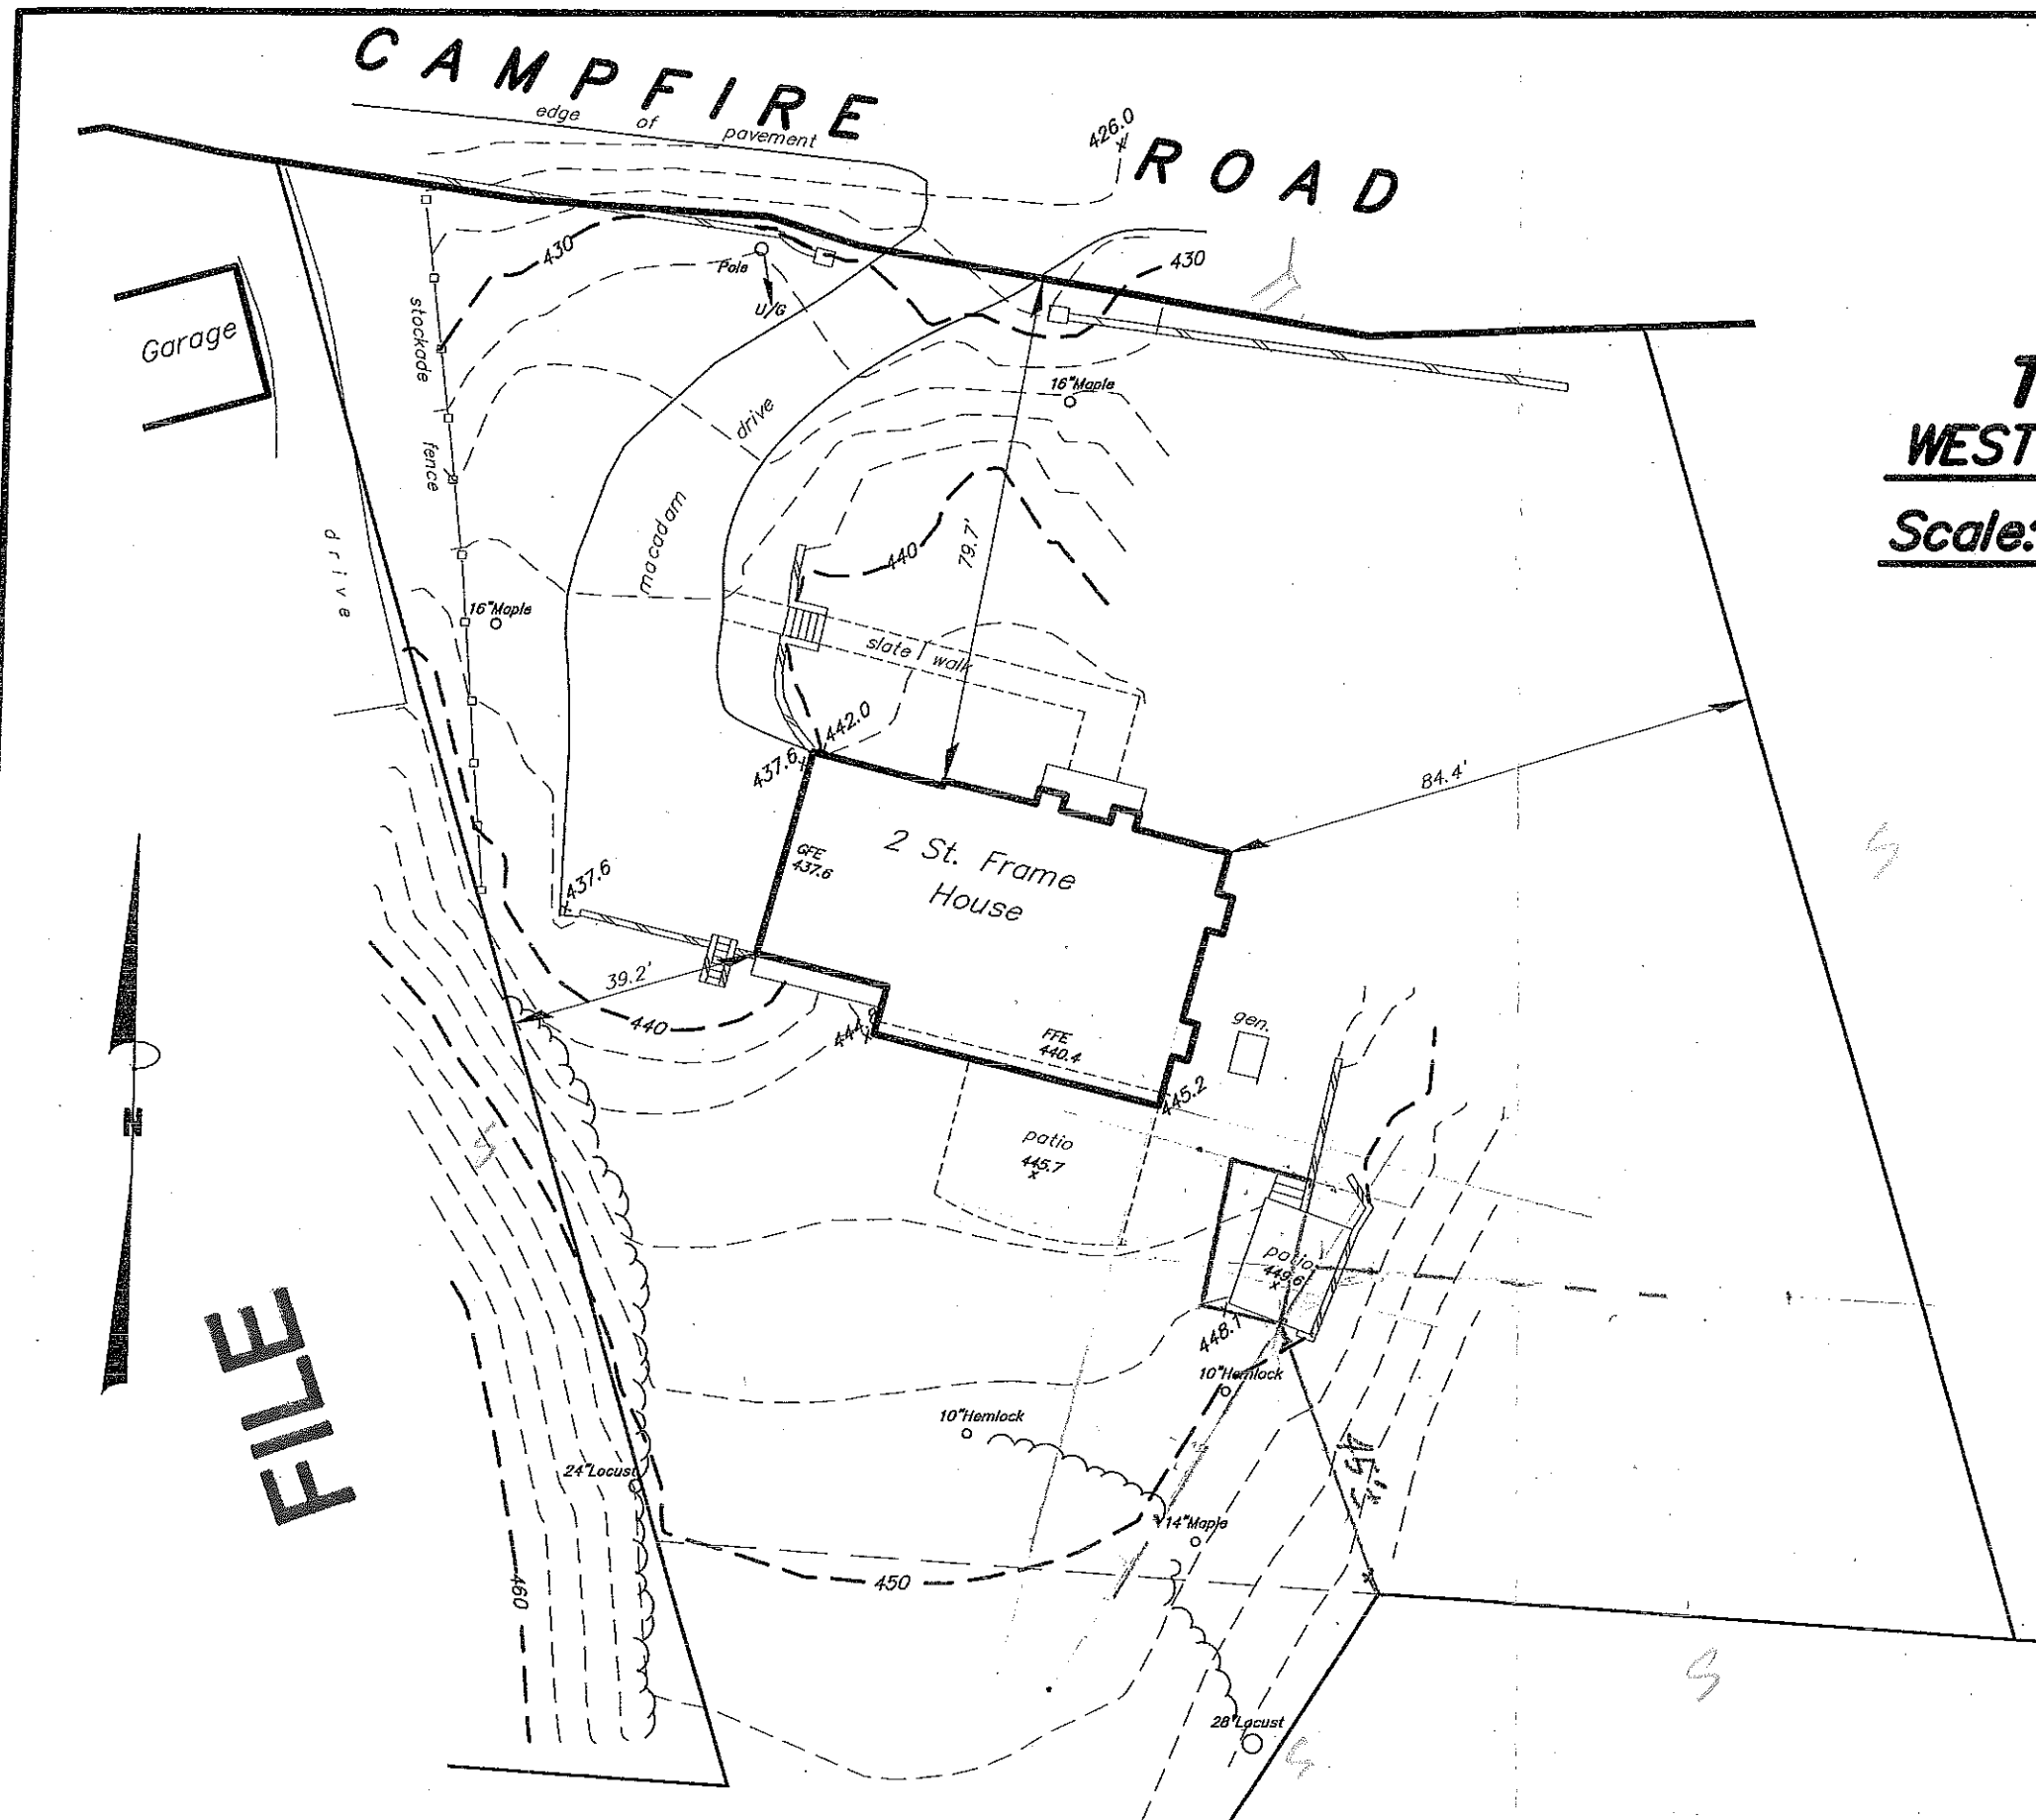 CAMPFIRE ROAD
edge of pavement
426.0
430
430
Pole
U/G
Garage
stockade fence
16"Maple
drive
macadam
WEST
Scale:
drive
440
79.7'
16"Maple
slate walk
442.0
437.6
84.4'
2 St. Frame
House
GFE
437.6
437.6
39.2'
440
444.8
FFE
440.4
gen.
445.2
patio
445.7
patio
449.6
448.1
10"Hemlock
10"Hemlock
FILE
24"Locust
14"Maple
450
460
28"Locust
N